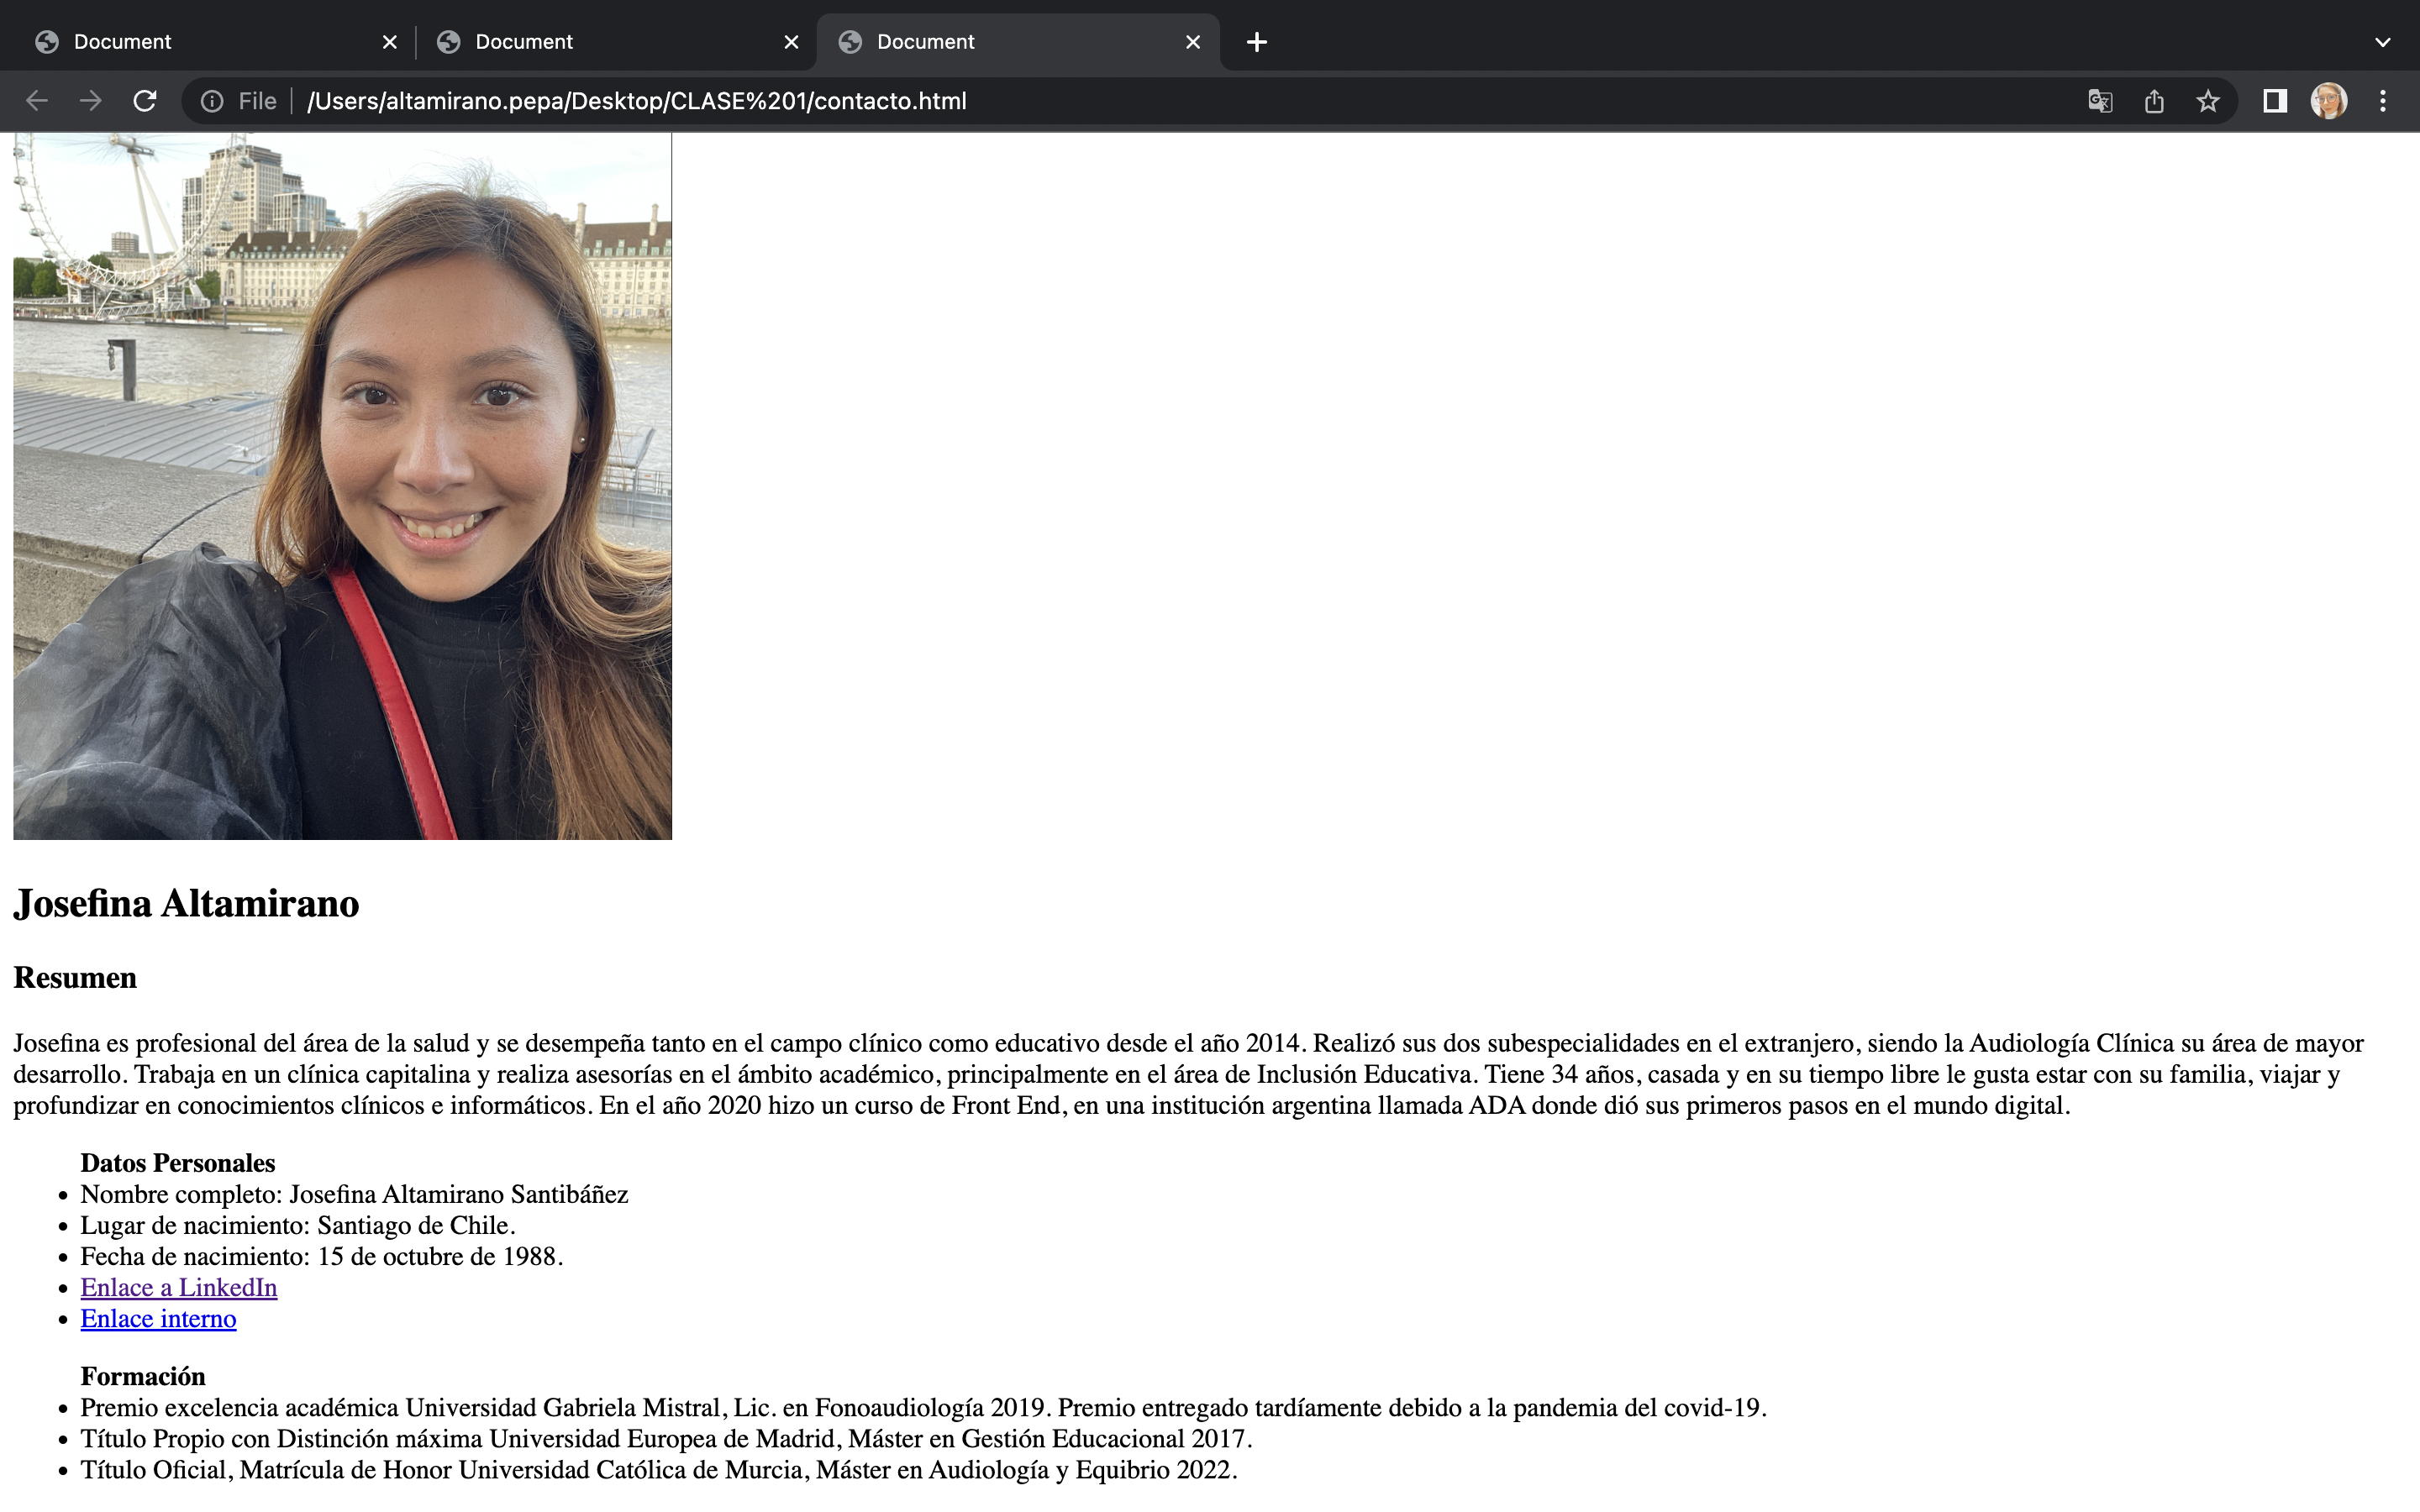 Document
Document
Document
File
/Users/altamirano.pepa/Desktop/CLASE%201/contacto.html
Josefina Altamirano
Resumen
Josefina es profesional del área de la salud y se desempeña tanto en el campo clínico como educativo desde el año 2014. Realizó sus dos subespecialidades en el extranjero, siendo la Audiología Clínica su área de mayor
desarrollo. Trabaja en un clínica capitalina y realiza asesorías en el ámbito académico, principalmente en el área de Inclusión Educativa. Tiene 34 años, casada y en su tiempo libre le gusta estar con su familia, viajar y
profundizar en conocimientos clínicos e informáticos. En el año 2020 hizo un curso de Front End, en una institución argentina llamada ADA donde dió sus primeros pasos en el mundo digital.
Datos Personales
• Nombre completo: Josefina Altamirano Santibáñez
• Lugar de nacimiento: Santiago de Chile.
• Fecha de nacimiento: 15 de octubre de 1988.
• Enlace a LinkedIn
• Enlace interno
Formación
• Premio excelencia académica Universidad Gabriela Mistral, Lic. en Fonoaudiología 2019. Premio entregado tardíamente debido a la pandemia del covid-19.
• Título Propio con Distinción máxima Universidad Europea de Madrid, Máster en Gestión Educacional 2017.
• Título Oficial, Matrícula de Honor Universidad Católica de Murcia, Máster en Audiología y Equibrio 2022.